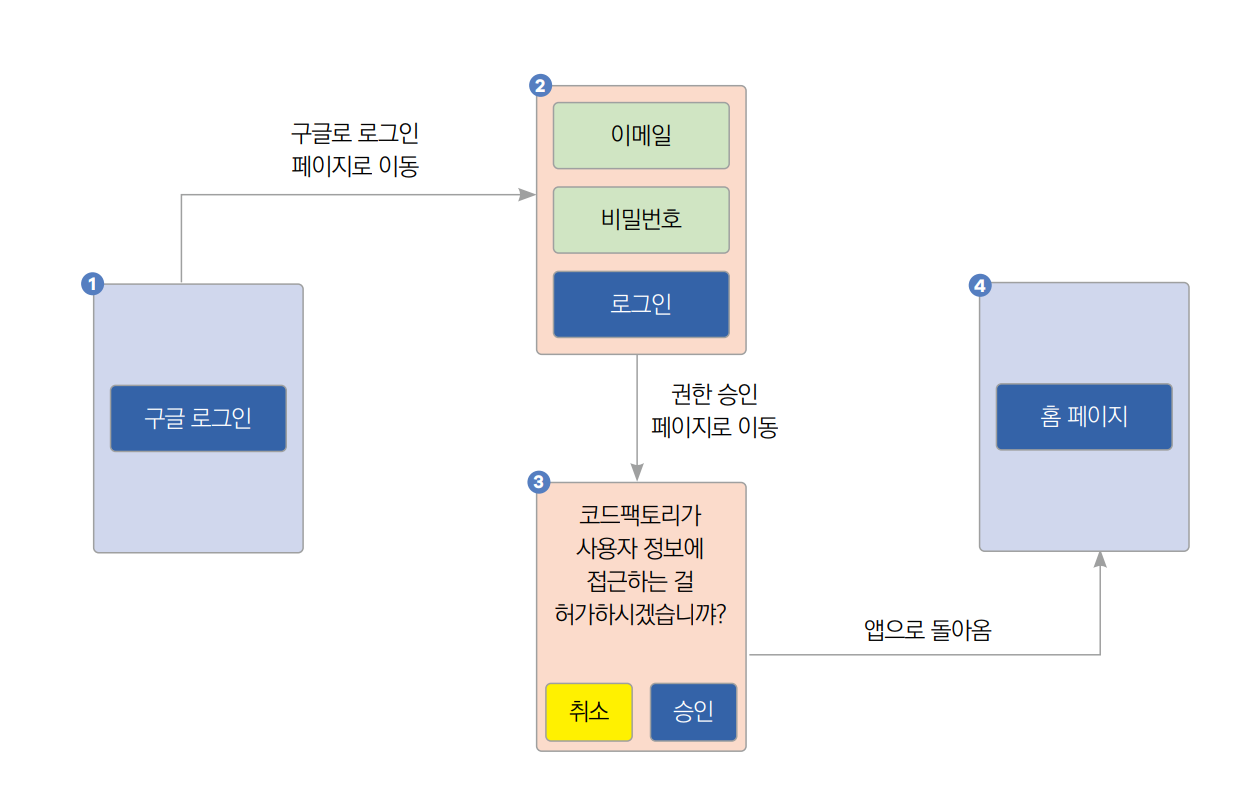 1
구글 로그인
구글로 로그인
페이지로 이동
2
이메일
비밀번호
로그인
권한 승인
페이지로 이동
3
코드팩토리가
사용자 정보에
접근하는 걸
허가하시겠습니까?
취소
승인
앱으로 돌아옴
4
홈 페이지